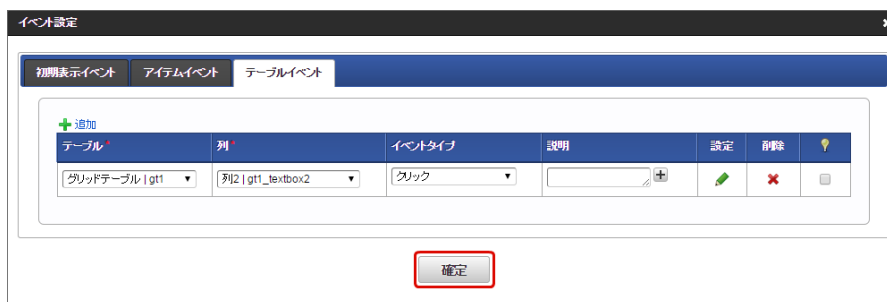 イベント設定
初期表示イベント アイテムイベント テーブルイベント
追加
テーブル* 列* イベントタイプ 説明 設定 削除
グリッドテーブル | gt1 列2 | gt1_textbox2 クリック
確定